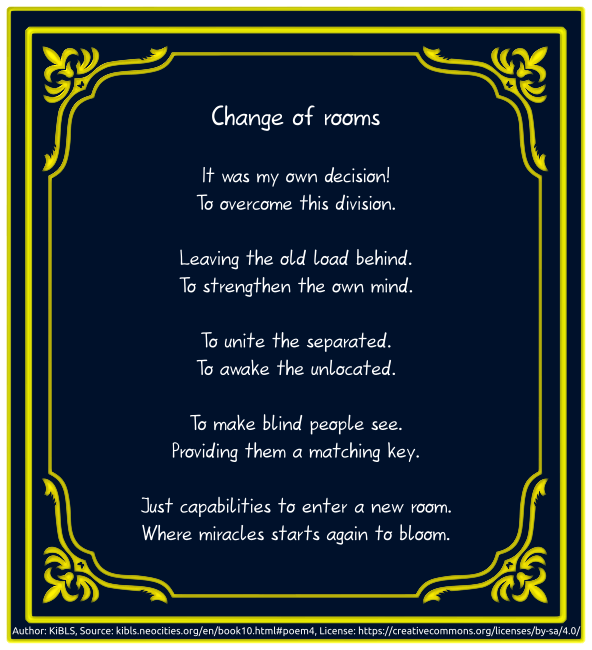 Change of rooms
It was my own decision!
To overcome this division.
Leaving the old load behind.
To strengthen the own mind.
To unite the separated.
To awake the unlocated.
To make blind people see.
Providing them a matching key.
Just capabilities to enter a new room.
Where miracles starts again to bloom.
Author: KiBLS, Source: kibls.neocities.org/en/book10.html#poem4, License: https://creativecommons.org/licenses/by-sa/4.0/